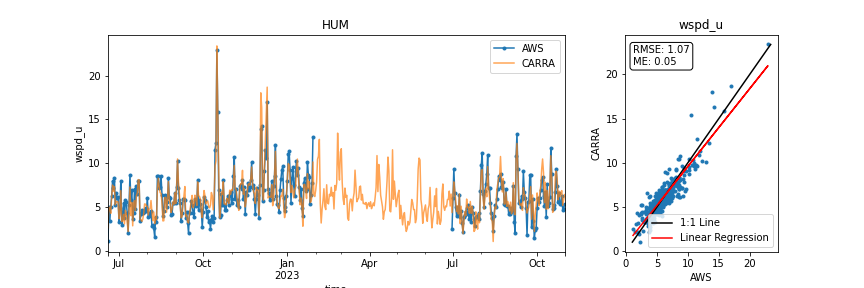 HUM
wspd_u
AWS
CARRA
wspd_u
20
15
10
5
0
Jul
Oct
Jan
2023
Apr
Jul
Oct
time
wspd_u
RMSE: 1.07
ME: 0.05
CARRA
20
15
10
5
0
1:1 Line
Linear Regression
0
5
10
15
20
AWS